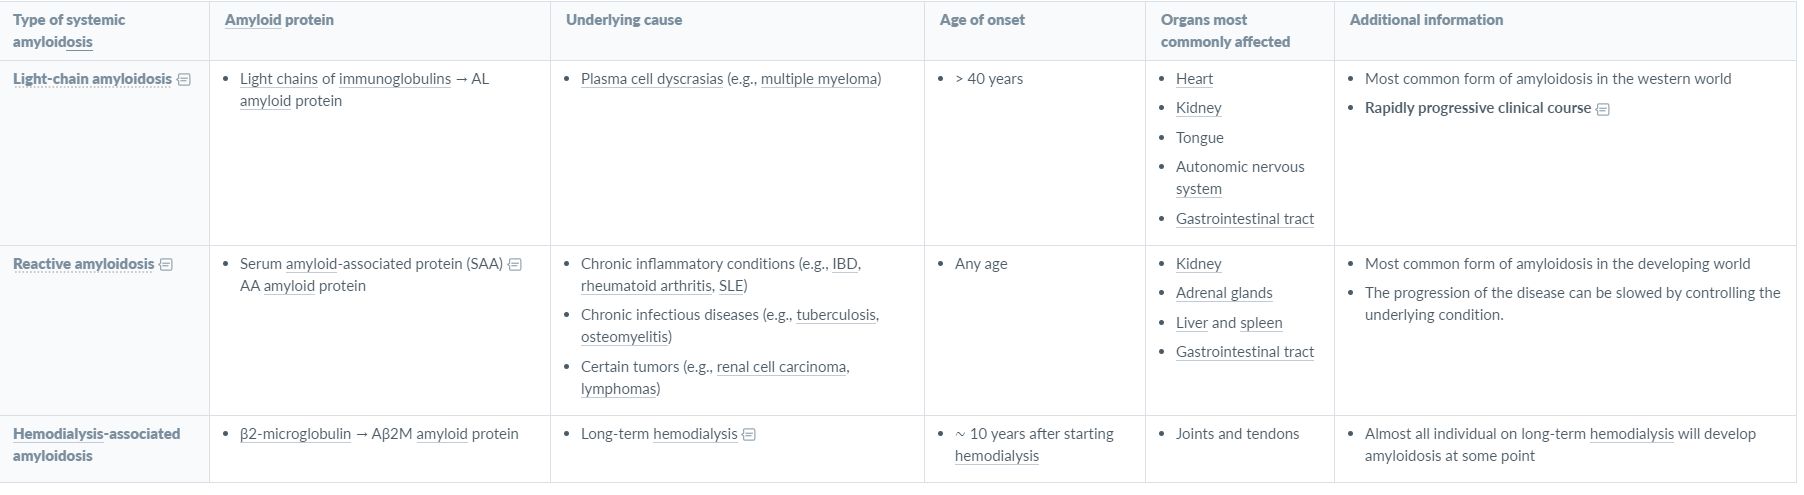 Type of systemic
amyloidosis
Amyloid protein
Underlying cause
Age of onset
Organs most
commonly affected
Additional information
Light-chain amyloidosis
• Light chains of immunoglobulins → AL
amyloid protein
• Plasma cell dyscrasias (e.g., multiple myeloma)
• > 40 years
• Heart
• Kidney
• Tongue
• Autonomic nervous
system
• Gastrointestinal tract
• Most common form of amyloidosis in the western world
• Rapidly progressive clinical course
Reactive amyloidosis
• Serum amyloid-associated protein (SAA)
AA amyloid protein
• Chronic inflammatory conditions (e.g., IBD,
rheumatoid arthritis, SLE)
• Chronic infectious diseases (e.g., tuberculosis,
osteomyelitis)
• Certain tumors (e.g., renal cell carcinoma,
lymphomas)
• Any age
• Kidney
• Adrenal glands
• Liver and spleen
• Gastrointestinal tract
• Most common form of amyloidosis in the developing world
• The progression of the disease can be slowed by controlling the
underlying condition.
Hemodialysis-associated
amyloidosis
• β2-microglobulin → Aβ2M amyloid protein
• Long-term hemodialysis
• ~ 10 years after starting
hemodialysis
• Joints and tendons
• Almost all individual on long-term hemodialysis will develop
amyloidosis at some point